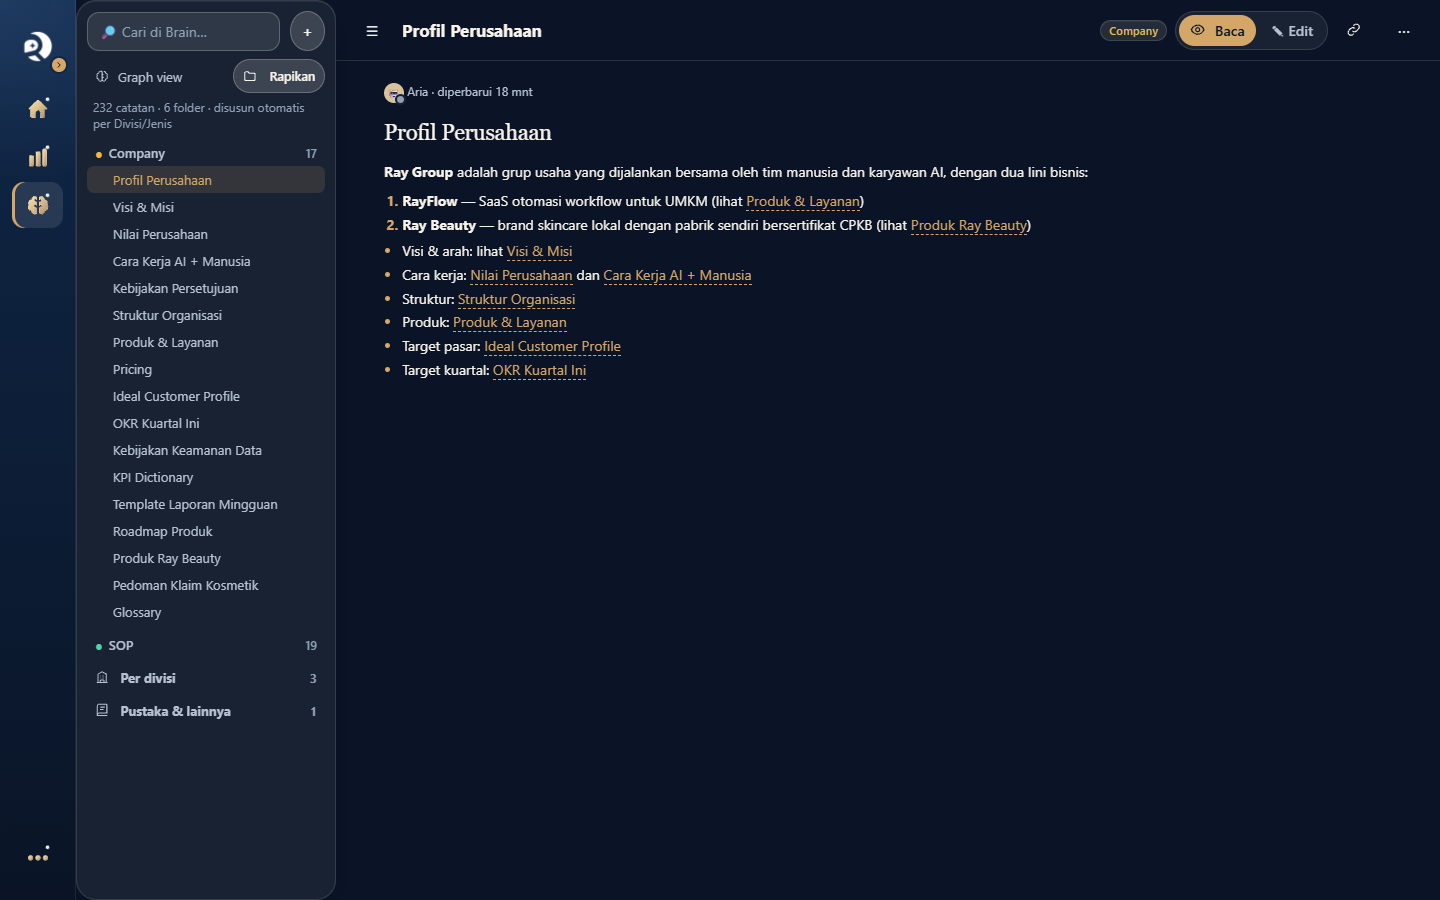 Cari di Brain...
+
Graph view
Rapikan
232 catatan · 6 folder · disusun otomatis
per Divisi/Jenis
Company 17
Profil Perusahaan
Visi & Misi
Nilai Perusahaan
Cara Kerja AI + Manusia
Kebijakan Persetujuan
Struktur Organisasi
Produk & Layanan
Pricing
Ideal Customer Profile
OKR Kuartal Ini
Kebijakan Keamanan Data
KPI Dictionary
Template Laporan Mingguan
Roadmap Produk
Produk Ray Beauty
Pedoman Klaim Kosmetik
Glossary
SOP 19
Per divisi 3
Pustaka & lainnya 1
Profil Perusahaan
Company
Baca
Edit
Aria · diperbarui 18 mnt
Profil Perusahaan
Ray Group adalah grup usaha yang dijalankan bersama oleh tim manusia dan karyawan AI, dengan dua lini bisnis:
1. RayFlow — SaaS otomasi workflow untuk UMKM (lihat Produk & Layanan)
2. Ray Beauty — brand skincare lokal dengan pabrik sendiri bersertifikat CPKB (lihat Produk Ray Beauty)
• Visi & arah: lihat Visi & Misi
• Cara kerja: Nilai Perusahaan dan Cara Kerja AI + Manusia
• Struktur: Struktur Organisasi
• Produk: Produk & Layanan
• Target pasar: Ideal Customer Profile
• Target kuartal: OKR Kuartal Ini